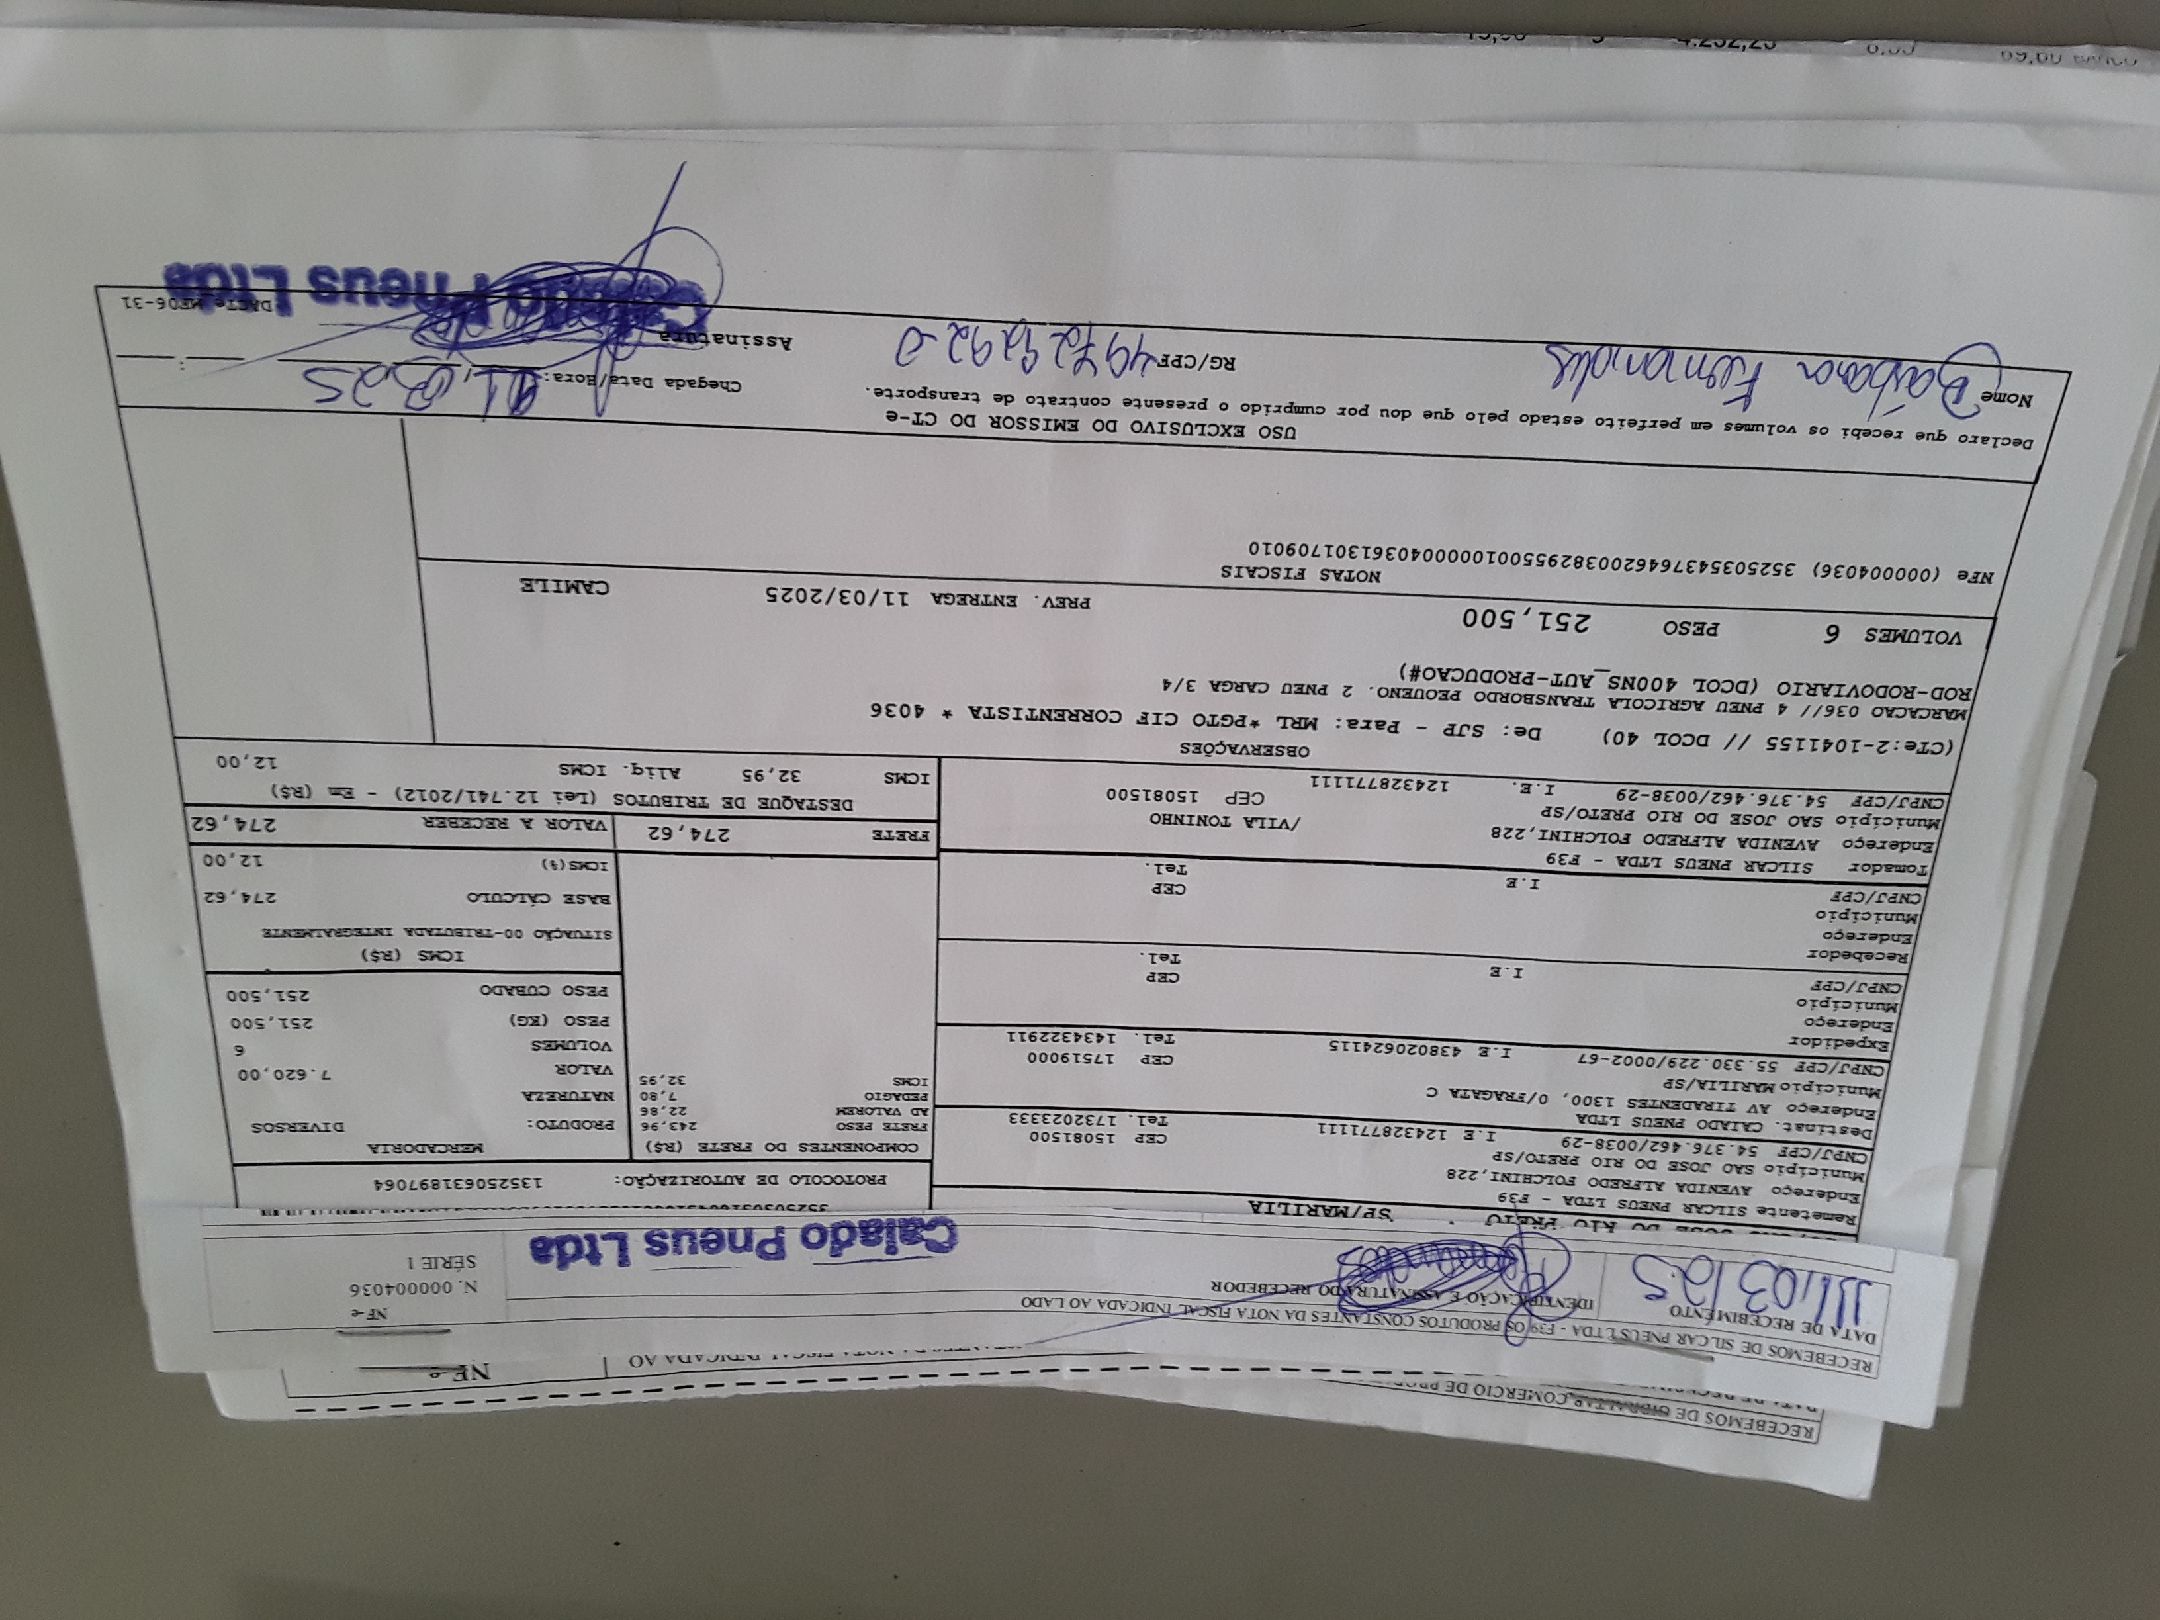 RECEBEMOS DE GIBRALTAR COMERCIO DE
NF-e
RECEBEMOS DE SILCAR PNEUS LTDA - F39 OS PRODUTOS CONSTANTES DA NOTA FISCAL INDICADA AO LADO
NF-e
N. 000004036
SÉRIE 1
DATA DE RECEBIMENTO
11/03/25
IDENTIFICAÇÃO E ASSINATURA DO RECEBEDOR
Caiado Pneus Ltda
SP/MARILIA
Remetente SILCAR PNEUS LTDA - F39
Endereço AVENIDA ALFREDO FOLCHINI,228
Município SAO JOSE DO RIO PRETO/SP CEP 15081500
CNPJ/CPF 54.376.462/0038-29 I.E 124328771111 Tel. 1732023333
Destinat. CAIADO PNEUS LTDA
Endereço AV TIRADENTES 1300, 0/FRAGATA C
Município MARILIA/SP CEP 17519000
CNPJ/CPF 55.330.229/0002-67 I.E 438020624115 Tel. 1434322911
Expedidor
Endereço
Município CEP
CNPJ/CPF I.E Tel.
Recebedor
Endereço
Município CEP
CNPJ/CPF I.E Tel.
Tomador SILCAR PNEUS LTDA - F39
Endereço AVENIDA ALFREDO FOLCHINI,228 /VILA TONINHO
Município SAO JOSE DO RIO PRETO/SP CEP 15081500
CNPJ/CPF 54.376.462/0038-29 I.E. 124328771111
PROTOCOLO DE AUTORIZAÇÃO: 135250631897064
COMPONENTES DO FRETE (R$)
FRETE PESO 243,96
AD VALOREM 22,86
PEDAGIO 7,80
ICMS 32,95
MERCADORIA
PRODUTO: DIVERSOS
NATUREZA
VALOR 7.620,00
VOLUMES 6
PESO (KG) 251,500
PESO CUBADO 251,500
ICMS (R$)
SITUAÇÃO 00-TRIBUTADA INTEGRALMENTE
BASE CÁLCULO 274,62
ICMS(%) 12,00
FRETE 274,62 VALOR A RECEBER 274,62
DESTAQUE DE TRIBUTOS (Lei 12.741/2012) - Em (R$)
ICMS 32,95 Aliq. ICMS 12,00
OBSERVAÇÕES
(CTe:2-1041155 // DCOL 40) De: SJP - Para: MRL *PGTO CIF CORRENTISTA * 4036
MARCACAO 036// 4 PNEU AGRICOLA TRANSBORDO PEQUENO. 2 PNEU CARGA 3/4
ROD-RODOVIARIO (DCOL 400NS_AUT-PRODUCAO#)
VOLUMES 6 PESO 251,500 PREV. ENTREGA 11/03/2025 CAMILE
NOTAS FISCAIS
NFe (000004036) 35250354376462003829550010000040361301709010
USO EXCLUSIVO DO EMISSOR DO CT-e
Declaro que recebi os volumes em perfeito estado pelo que dou por cumprido o presente contrato de transporte.
Nome Bárbara Fernandes RG/CPF 497299292-0
Chegada Data/Hora: 11 03 25
Assinatura
Caiado Pneus Ltda
DACTe MF06-31
4.232,23